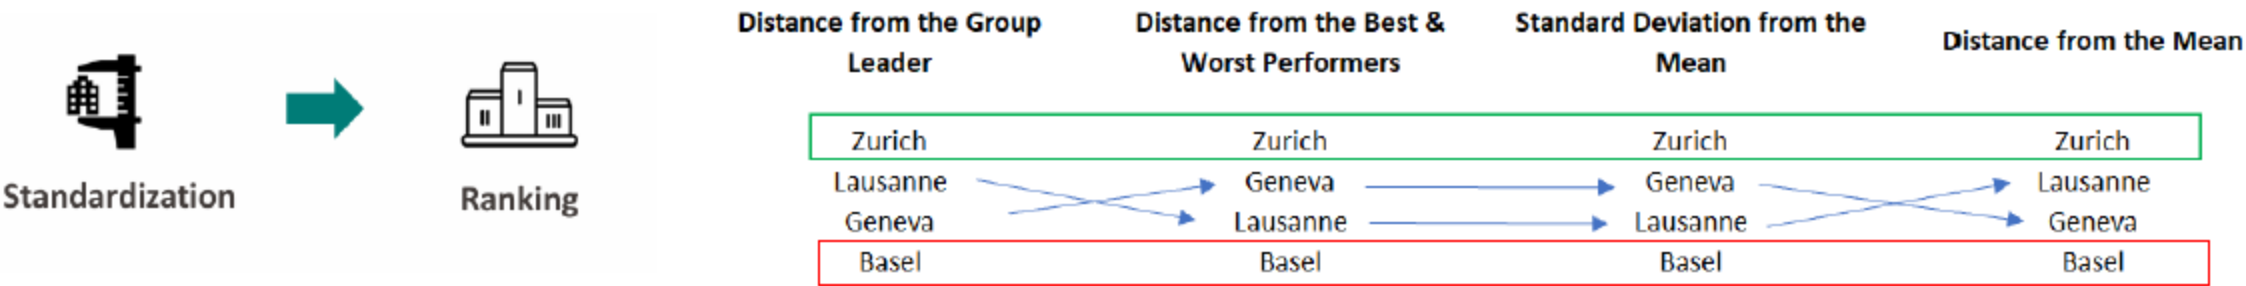 Standardization
II
I
III
Ranking
Distance from the Group
Leader
Distance from the Best &
Worst Performers
Standard Deviation from the
Mean
Distance from the Mean
Zurich Zurich Zurich Zurich
Lausanne Geneva Geneva Lausanne
Geneva Lausanne Lausanne Geneva
Basel Basel Basel Basel